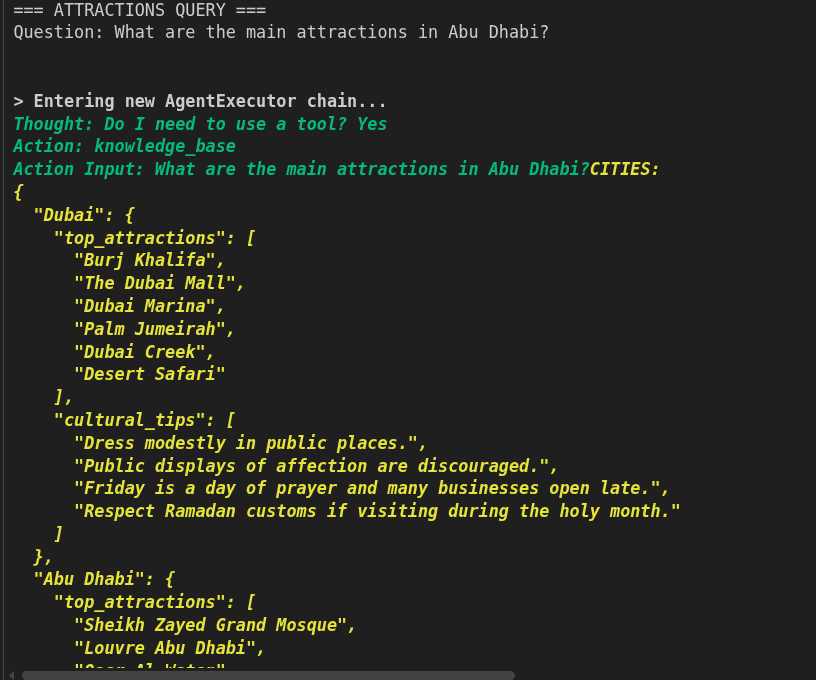 === ATTRACTIONS QUERY ===
Question: What are the main attractions in Abu Dhabi?
> Entering new AgentExecutor chain...
Thought: Do I need to use a tool? Yes
Action: knowledge_base
Action Input: What are the main attractions in Abu Dhabi?CITIES:
{
  "Dubai": {
    "top_attractions": [
      "Burj Khalifa",
      "The Dubai Mall",
      "Dubai Marina",
      "Palm Jumeirah",
      "Dubai Creek",
      "Desert Safari"
    ],
    "cultural_tips": [
      "Dress modestly in public places.",
      "Public displays of affection are discouraged.",
      "Friday is a day of prayer and many businesses open late.",
      "Respect Ramadan customs if visiting during the holy month."
    ]
  },
  "Abu Dhabi": {
    "top_attractions": [
      "Sheikh Zayed Grand Mosque",
      "Louvre Abu Dhabi",